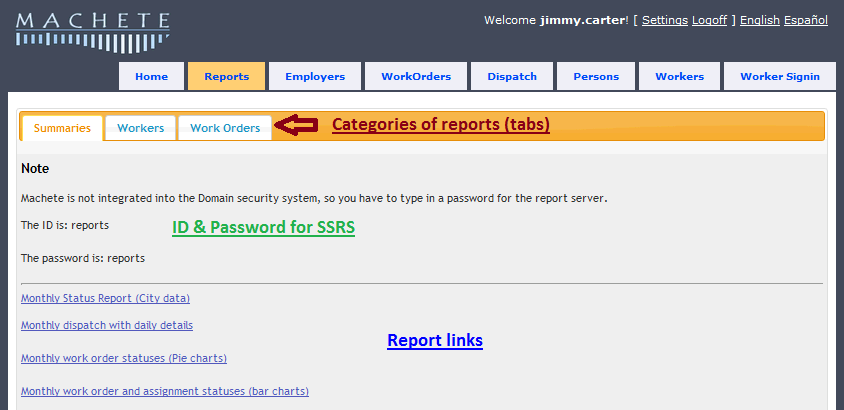 MACHETE
Welcome jimmy.carter! [ Settings Logoff ] English Español
Home Reports Employers WorkOrders Dispatch Persons Workers Worker Signin
Summaries Workers Work Orders Categories of reports (tabs)
Note
Machete is not integrated into the Domain security system, so you have to type in a password for the report server.
The ID is: reports
ID & Password for SSRS
The password is: reports
Monthly Status Report (City data)
Monthly dispatch with daily details
Report links
Monthly work order statuses (Pie charts)
Monthly work order and assignment statuses (bar charts)